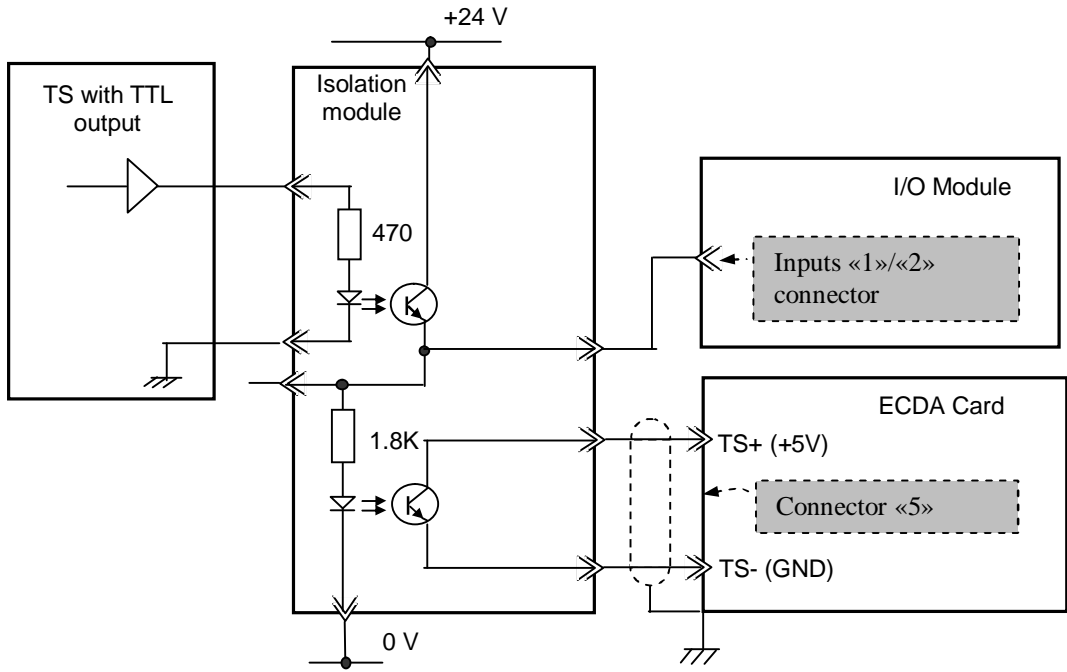 +24 V
TS with TTL
output
Isolation
module
470
I/O Module
Inputs «1»/«2»
connector
1.8K
ECDA Card
TS+ (+5V)
Connector «5»
TS- (GND)
0 V